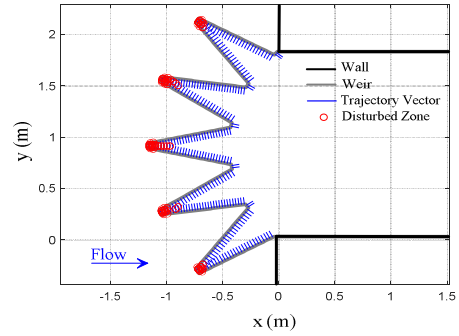 2
1.5
1
0.5
0
-1.5
-1
-0.5
0
0.5
1
1.5
y (m)
x (m)
Wall
Weir
Trajectory Vector
Disturbed Zone
Flow